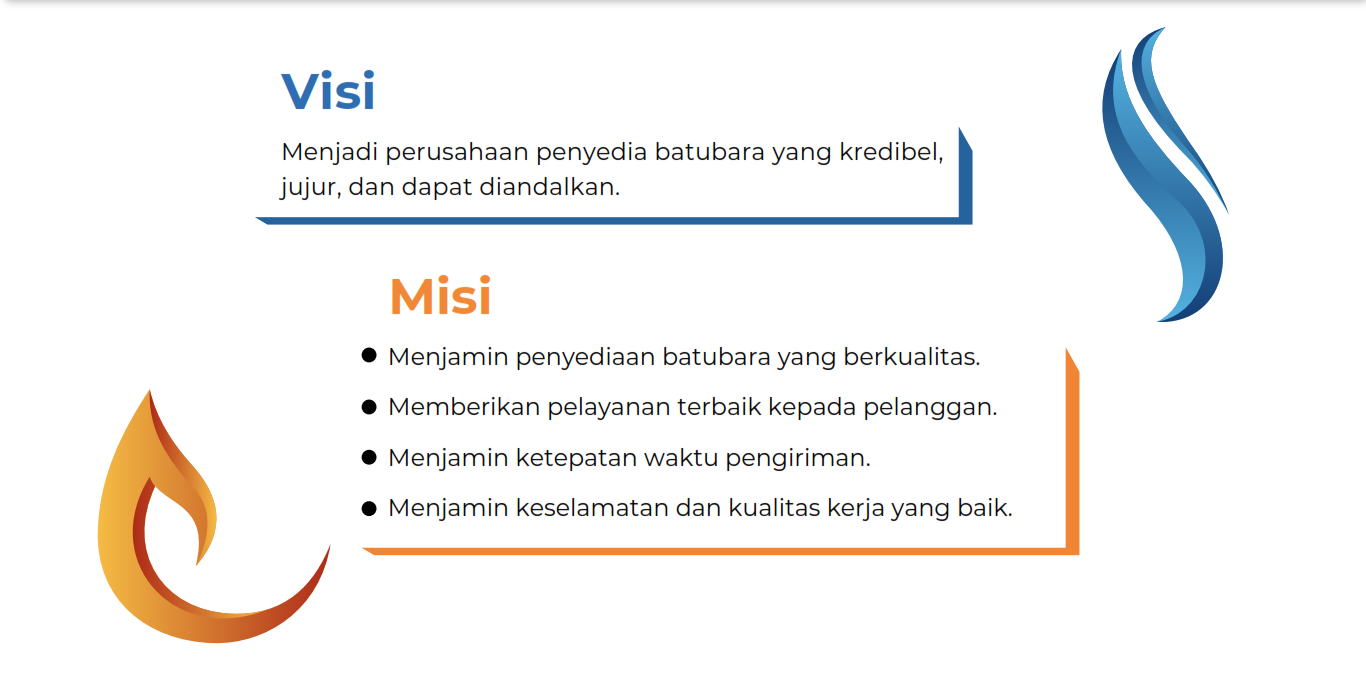 Visi
Menjadi perusahaan penyedia batubara yang kredibel,
jujur, dan dapat diandalkan.
Misi
● Menjamin penyediaan batubara yang berkualitas.
● Memberikan pelayanan terbaik kepada pelanggan.
● Menjamin ketepatan waktu pengiriman.
● Menjamin keselamatan dan kualitas kerja yang baik.